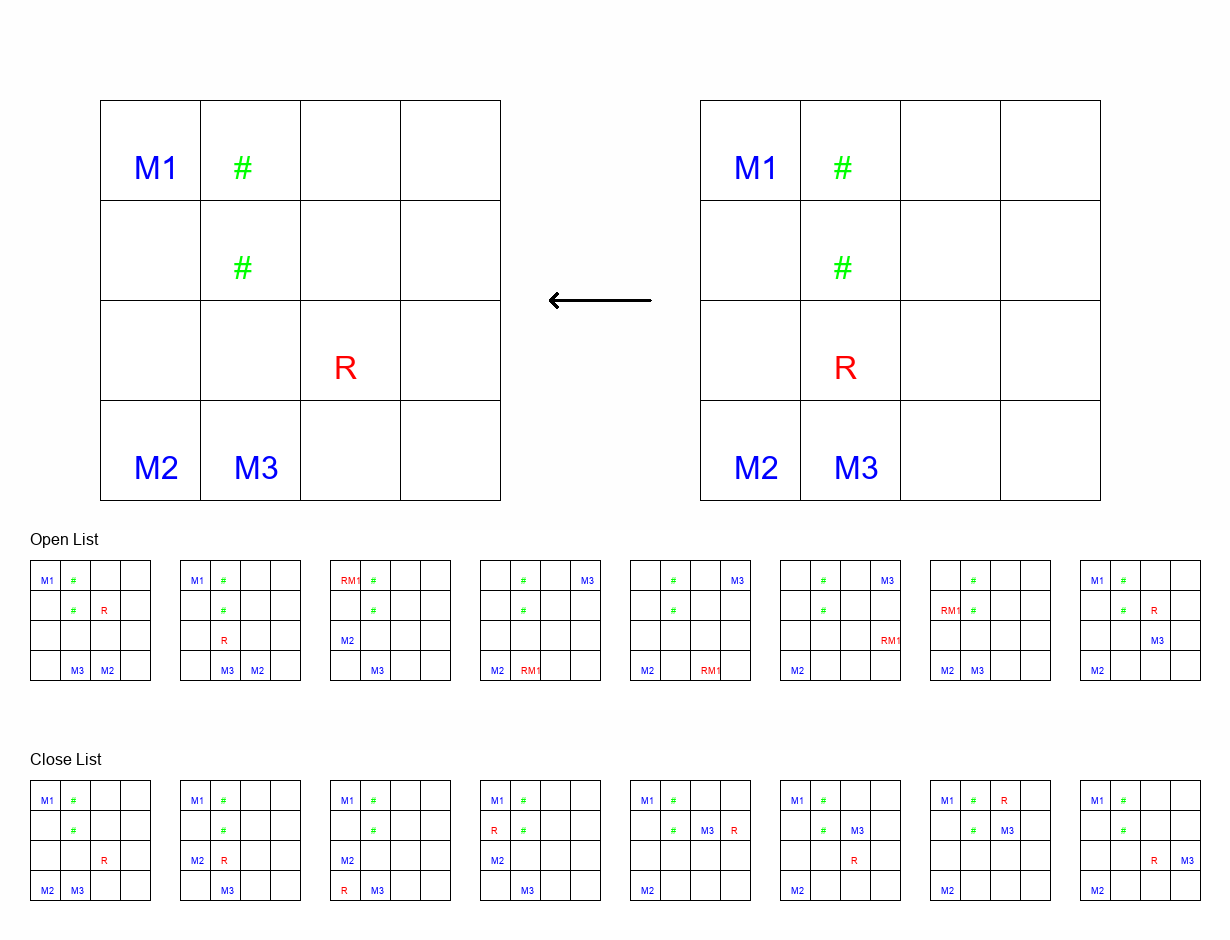 M1 # M1 #
# #
R R
M2 M3 M2 M3
Open List
M1 # M1 # RM1 # # M3 # M3 # M3 # M1 #
# R # # # # # RM1 # # R
R M2 RM1 M3
M3 M2 M3 M2 M3 M2 RM1 M2 RM1 M2 M2 M3 M2
Close List
M1 # M1 # M1 # M1 # M1 # M1 # M1 # R M1 #
# # # R # # M3 R # M3 # M3 #
R M2 R M2 M2 R R M3
M2 M3 M3 R M3 M3 M2 M2 M2 M2